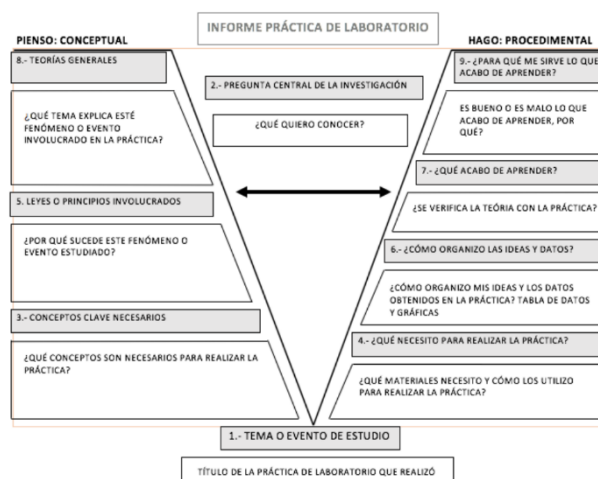 INFORME PRÁCTICA DE LABORATORIO
PIENSO: CONCEPTUAL
8.- TEORÍAS GENERALES
¿QUÉ TEMA EXPLICA ESTÉ
FENÓMENO O EVENTO
INVOLUCRADO EN LA PRÁCTICA?
5. LEYES O PRINCIPIOS INVOLUCRADOS
¿POR QUÉ SUCEDE ESTE FENÓMENO O
EVENTO ESTUDIADO?
3.- CONCEPTOS CLAVE NECESARIOS
¿QUÉ CONCEPTOS SON NECESARIOS PARA REALIZAR LA
PRÁCTICA?
2.- PREGUNTA CENTRAL DE LA INVESTIGACIÓN
¿QUÉ QUIERO CONOCER?
HAGO: PROCEDIMENTAL
9.- ¿PARA QUÉ ME SIRVE LO QUE
ACABO DE APRENDER?
ES BUENO O ES MALO LO QUE
ACABO DE APRENDER, POR
QUÉ?
7.- ¿QUÉ ACABO DE APRENDER?
¿SE VERIFICA LA TEÓRIA CON LA PRÁCTICA?
6.- ¿CÓMO ORGANIZO LAS IDEAS Y DATOS?
¿CÓMO ORGANIZO MIS IDEAS Y LOS DATOS
OBTENIDOS EN LA PRÁCTICA? TABLA DE DATOS
Y GRÁFICAS
4.- ¿QUÉ NECESITO PARA REALIZAR LA PRÁCTICA?
¿QUÉ MATERIALES NECESITO Y CÓMO LOS UTILIZO
PARA REALIZAR LA PRÁCTICA?
1.- TEMA O EVENTO DE ESTUDIO
TÍTULO DE LA PRÁCTICA DE LABORATORIO QUE REALIZÓ